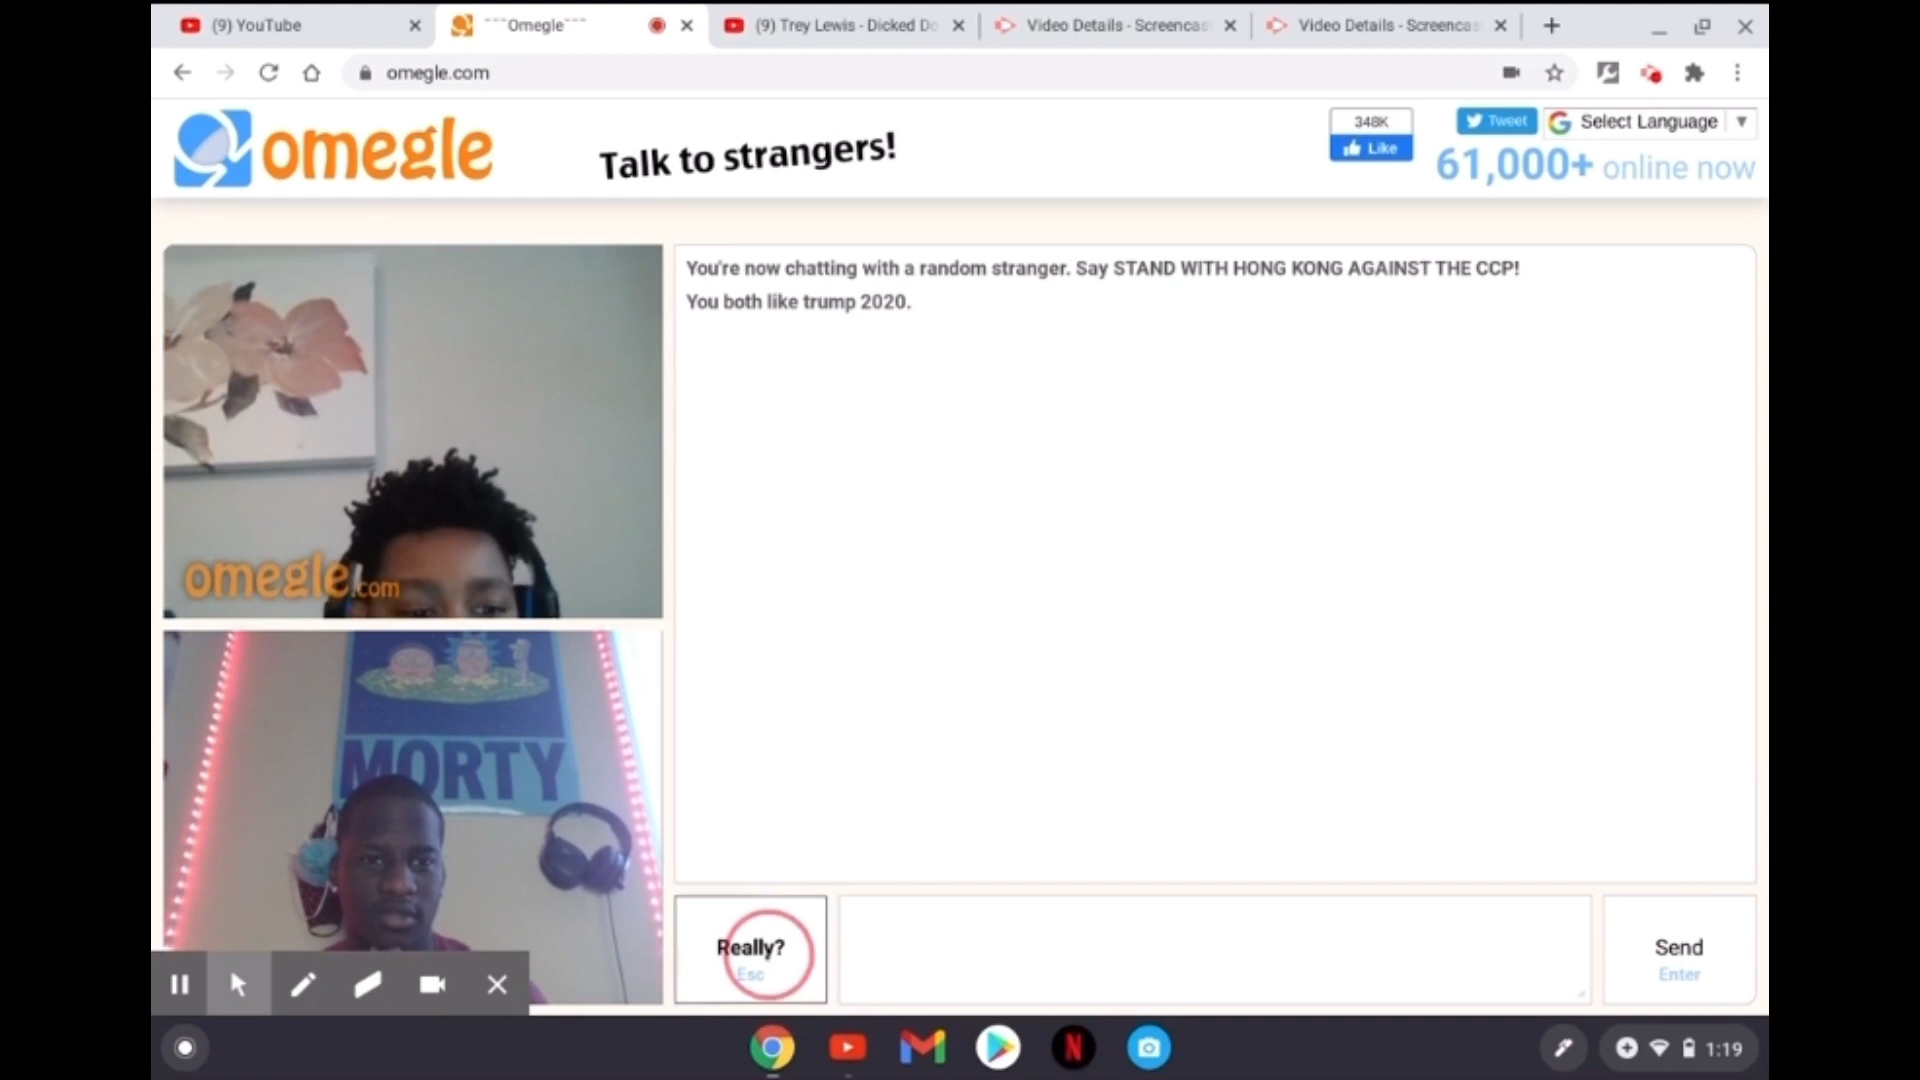 (9) YouTube
Omegle
(9) Trey Lewis - Dicked Do
Video Details - Screencas
Video Details - Screencas
omegle.com
omegle
Talk to strangers!
348K
Like
Tweet
Select Language
61,000+ online now
You're now chatting with a random stranger. Say STAND WITH HONG KONG AGAINST THE CCP!
You both like trump 2020.
omegle.com
MORTY
Really?
Esc
Send
Enter
1:19